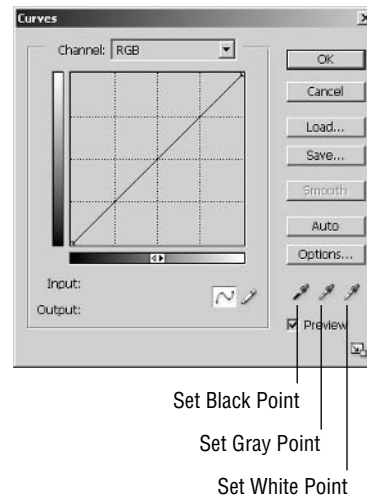 Curves
Channel: RGB
OK
Cancel
Load...
Save...
Smooth
Auto
Options...
Input:
Output:
Preview
Set Black Point
Set Gray Point
Set White Point